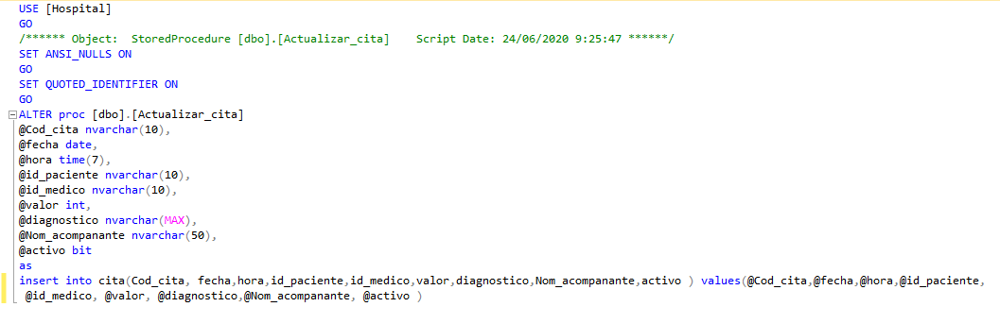 USE [Hospital]
GO
/****** Object:  StoredProcedure [dbo].[Actualizar_cita]    Script Date: 24/06/2020 9:25:47 ******/
SET ANSI_NULLS ON
GO
SET QUOTED_IDENTIFIER ON
GO
ALTER proc [dbo].[Actualizar_cita]
@Cod_cita nvarchar(10),
@fecha date,
@hora time(7),
@id_paciente nvarchar(10),
@id_medico nvarchar(10),
@valor int,
@diagnostico nvarchar(MAX),
@Nom_acompanante nvarchar(50),
@activo bit
as
insert into cita(Cod_cita, fecha,hora,id_paciente,id_medico,valor,diagnostico,Nom_acompanante,activo ) values(@Cod_cita,@fecha,@hora,@id_paciente,
@id_medico, @valor, @diagnostico,@Nom_acompanante, @activo )